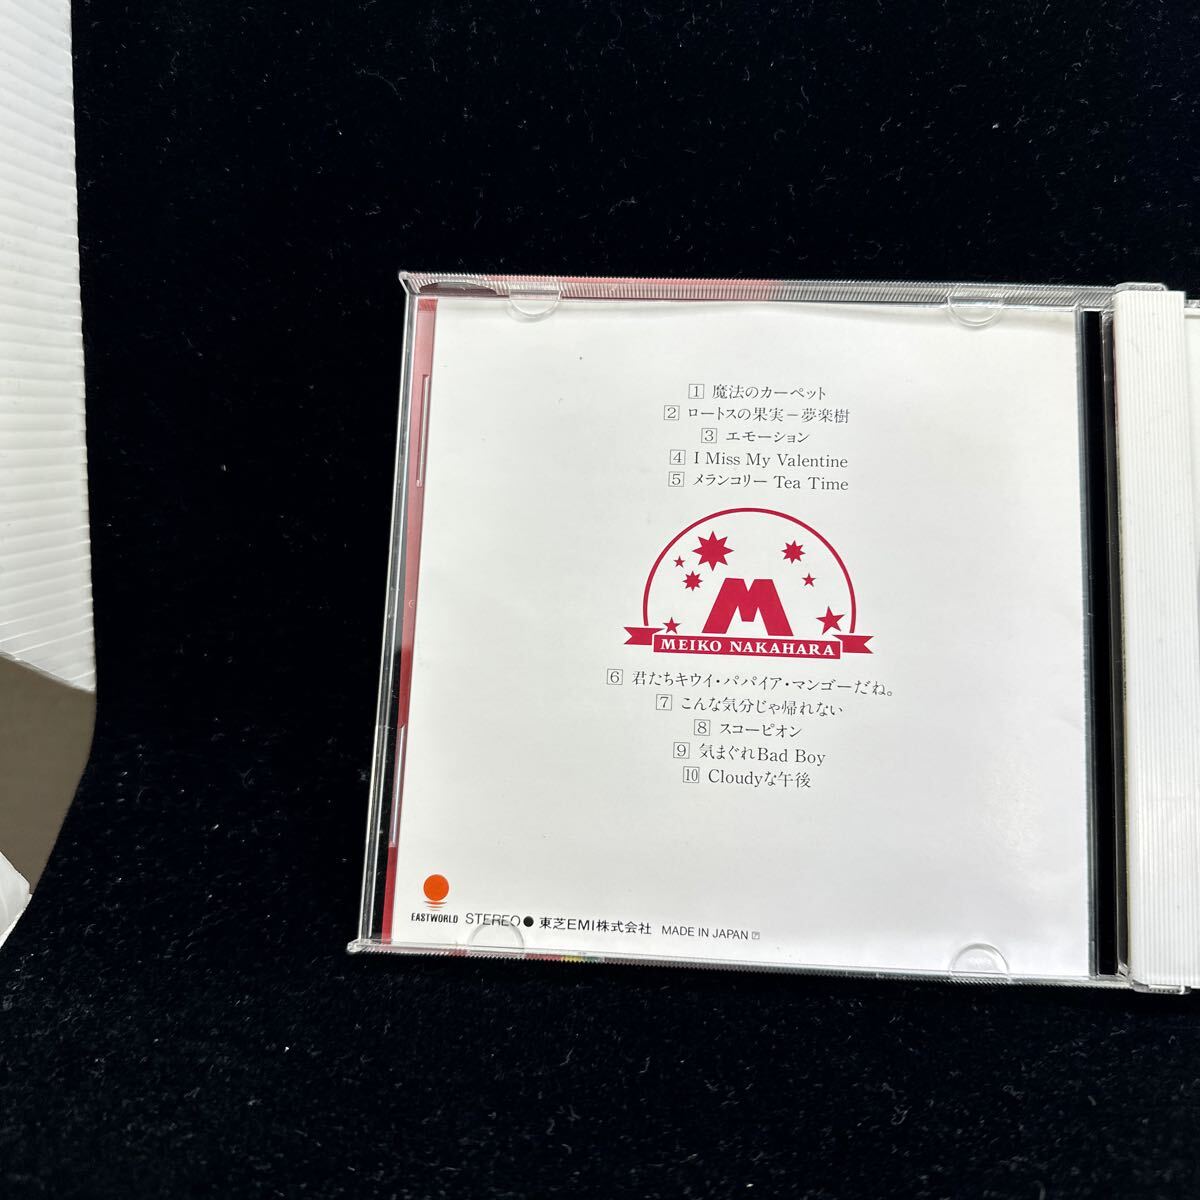 1 魔法のカーペット
2 ロートスの果実－夢楽樹
3 エモーション
4 I Miss My Valentine
5 メランコリー Tea Time
M
MEIKO NAKAHARA
6 君たちキウイ・パパイア・マンゴーだね。
7 こんな気分じゃ帰れない
8 スコーピオン
9 気まぐれBad Boy
10 Cloudyな午後
EASTWORLD STEREO● 東芝EMI株式会社 MADE IN JAPAN